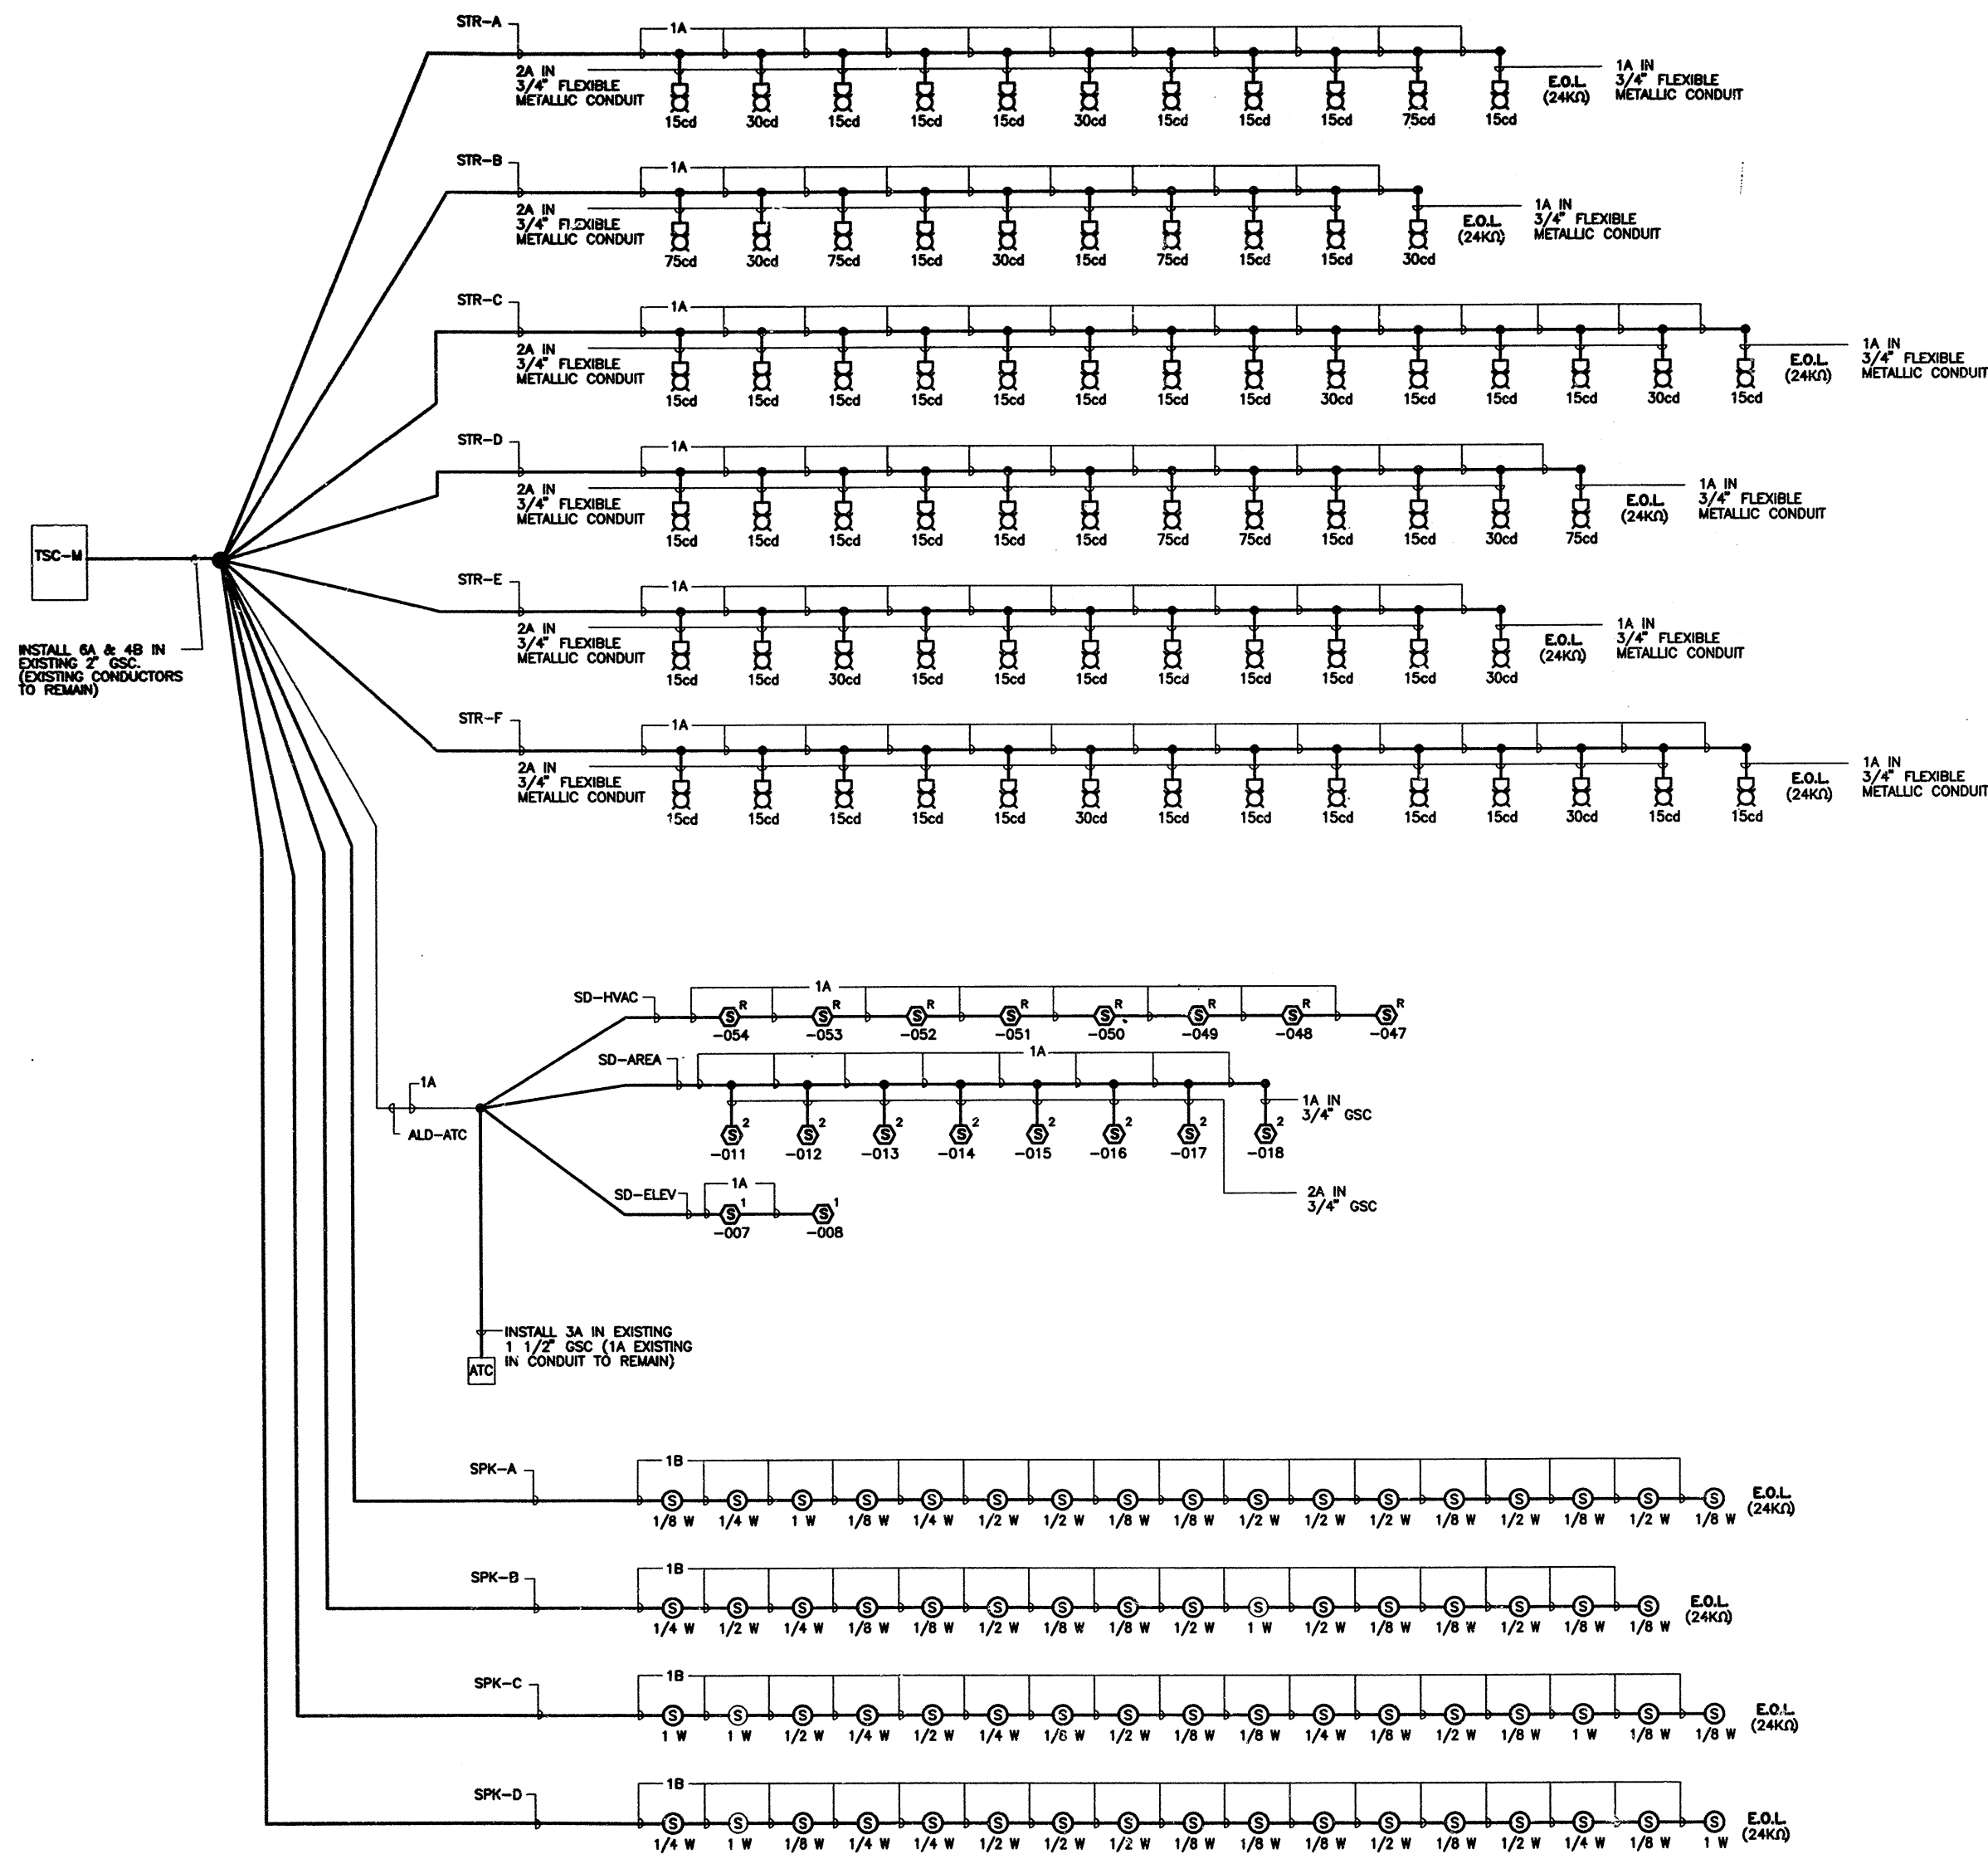 STR-A
1A
2A IN
3/4" FLEXIBLE
METALLIC CONDUIT
15cd 30cd 15cd 15cd 15cd 30cd 15cd 15cd 15cd 75cd 15cd
E.O.L.
(24KΩ)
1A IN
3/4" FLEXIBLE
METALLIC CONDUIT
STR-B
1A
2A IN
3/4" FLEXIBLE
METALLIC CONDUIT
75cd 30cd 75cd 15cd 30cd 15cd 75cd 15cd 15cd 30cd
E.O.L.
(24KΩ)
1A IN
3/4" FLEXIBLE
METALLIC CONDUIT
STR-C
1A
2A IN
3/4" FLEXIBLE
METALLIC CONDUIT
15cd 15cd 15cd 15cd 15cd 15cd 15cd 15cd 30cd 15cd 15cd 15cd 30cd 15cd
E.O.L.
(24KΩ)
1A IN
3/4" FLEXIBLE
METALLIC CONDUIT
STR-D
1A
2A IN
3/4" FLEXIBLE
METALLIC CONDUIT
15cd 15cd 15cd 15cd 15cd 15cd 75cd 75cd 15cd 15cd 30cd 75cd
E.O.L.
(24KΩ)
1A IN
3/4" FLEXIBLE
METALLIC CONDUIT
TSC-M
INSTALL 6A & 4B IN
EXISTING 2" GSC.
(EXISTING CONDUCTORS
TO REMAIN)
STR-E
1A
2A IN
3/4" FLEXIBLE
METALLIC CONDUIT
15cd 15cd 30cd 15cd 15cd 15cd 15cd 15cd 15cd 15cd 30cd
E.O.L.
(24KΩ)
1A IN
3/4" FLEXIBLE
METALLIC CONDUIT
STR-F
1A
2A IN
3/4" FLEXIBLE
METALLIC CONDUIT
15cd 15cd 15cd 15cd 15cd 30cd 15cd 15cd 15cd 15cd 15cd 30cd 15cd 15cd
E.O.L.
(24KΩ)
1A IN
3/4" FLEXIBLE
METALLIC CONDUIT
SD-HVAC
1A
S R S R S R S R S R S R S R S R
-054 -053 -052 -051 -050 -049 -048 -047
SD-AREA
1A
1A IN
3/4" GSC
S 2 S 2 S 2 S 2 S 2 S 2 S 2 S 2
-011 -012 -013 -014 -015 -016 -017 -018
2A IN
3/4" GSC
1A
ALD-ATC
SD-ELEV
1A
S 1 S 1
-007 -008
INSTALL 3A IN EXISTING
1 1/2" GSC (1A EXISTING
IN CONDUIT TO REMAIN)
ATC
SPK-A
1B
S S S S S S S S S S S S S S S S S
1/8 W 1/4 W 1 W 1/8 W 1/4 W 1/2 W 1/2 W 1/8 W 1/8 W 1/2 W 1/2 W 1/2 W 1/8 W 1/2 W 1/8 W 1/2 W 1/8 W
E.O.L.
(24KΩ)
SPK-B
1B
S S S S S S S S S S S S S S S S
1/4 W 1/2 W 1/4 W 1/8 W 1/8 W 1/2 W 1/8 W 1/8 W 1/2 W 1 W 1/2 W 1/8 W 1/8 W 1/2 W 1/8 W 1/8 W
E.O.L.
(24KΩ)
SPK-C
1B
S S S S S S S S S S S S S S S S S
1 W 1 W 1/2 W 1/4 W 1/2 W 1/4 W 1/8 W 1/2 W 1/8 W 1/8 W 1/4 W 1/8 W 1/2 W 1/8 W 1 W 1/8 W 1/8 W
E.O.L.
(24KΩ)
SPK-D
1B
S S S S S S S S S S S S S S S S S
1/4 W 1 W 1/8 W 1/4 W 1/4 W 1/2 W 1/2 W 1/2 W 1/8 W 1/8 W 1/8 W 1/2 W 1/8 W 1/2 W 1/4 W 1/8 W 1 W
E.O.L.
(24KΩ)